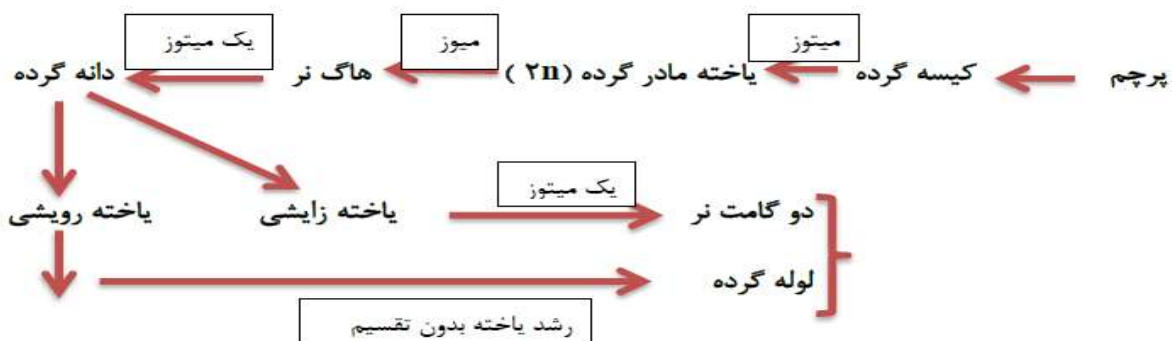 میتوز
میوز
یک میتوز
پرچم
کیسه گرده
یاخته مادر گرده (۲n )
هاگ نر
دانه گرده
یک میتوز
دو گامت نر
یاخته زایشی
یاخته رویشی
لوله گرده
رشد یاخته بدون تقسیم